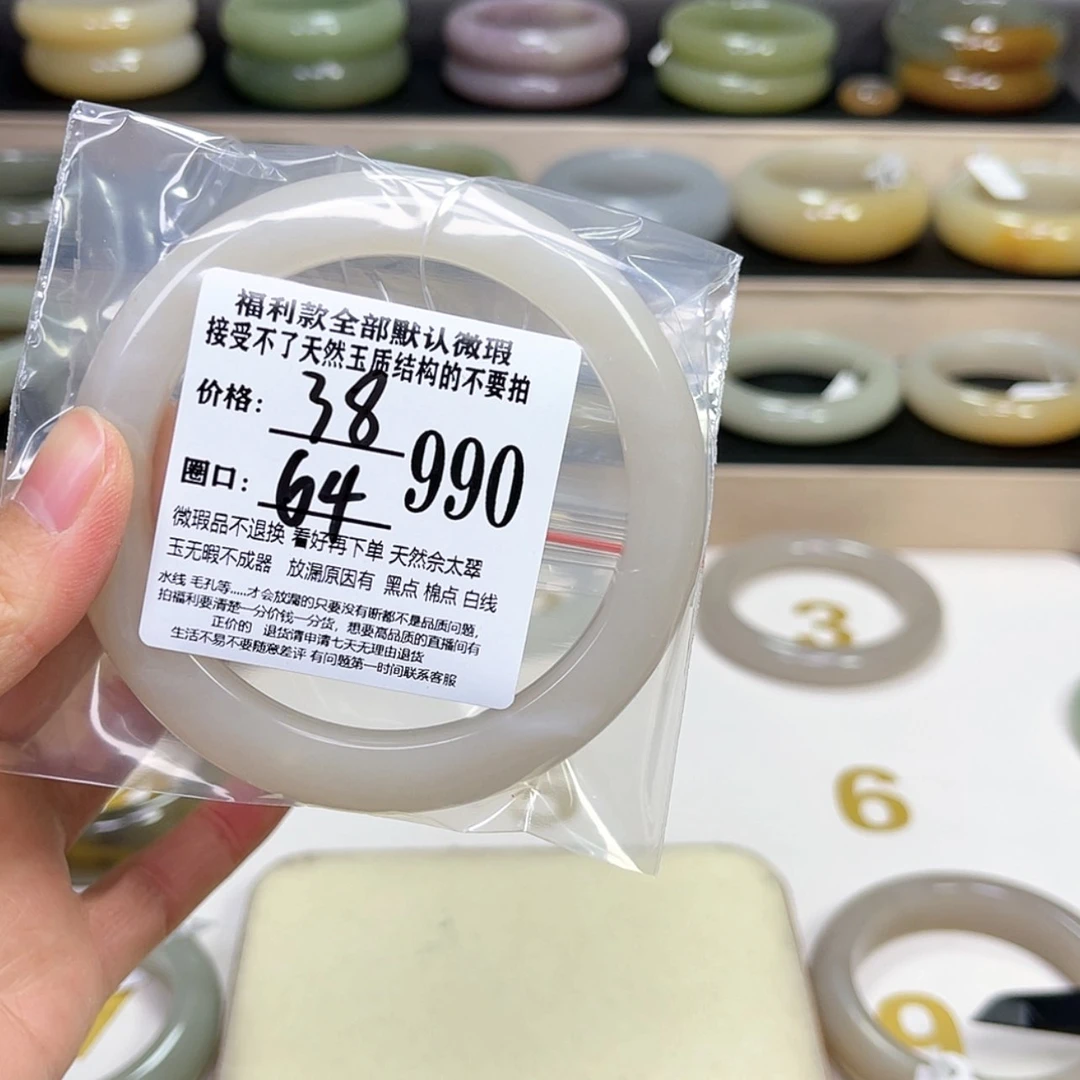 福利款全部默认微瑕
接受不了天然玉质结构的不要拍
价格: 38
990
圈口: 64
微瑕品不退换 看好再下单 天然佘太翠
玉无暇不成器 放漏原因有 黑点 棉点 白线
水线 毛孔等.....才会放漏的只要没有断都不是品质问题,
拍福利要清楚一分价钱一分货, 想要高品质的直播间有
正价的 退货请申请七天无理由退货
生活不易不要随意差评 有问题第一时间联系客服
3
6
9